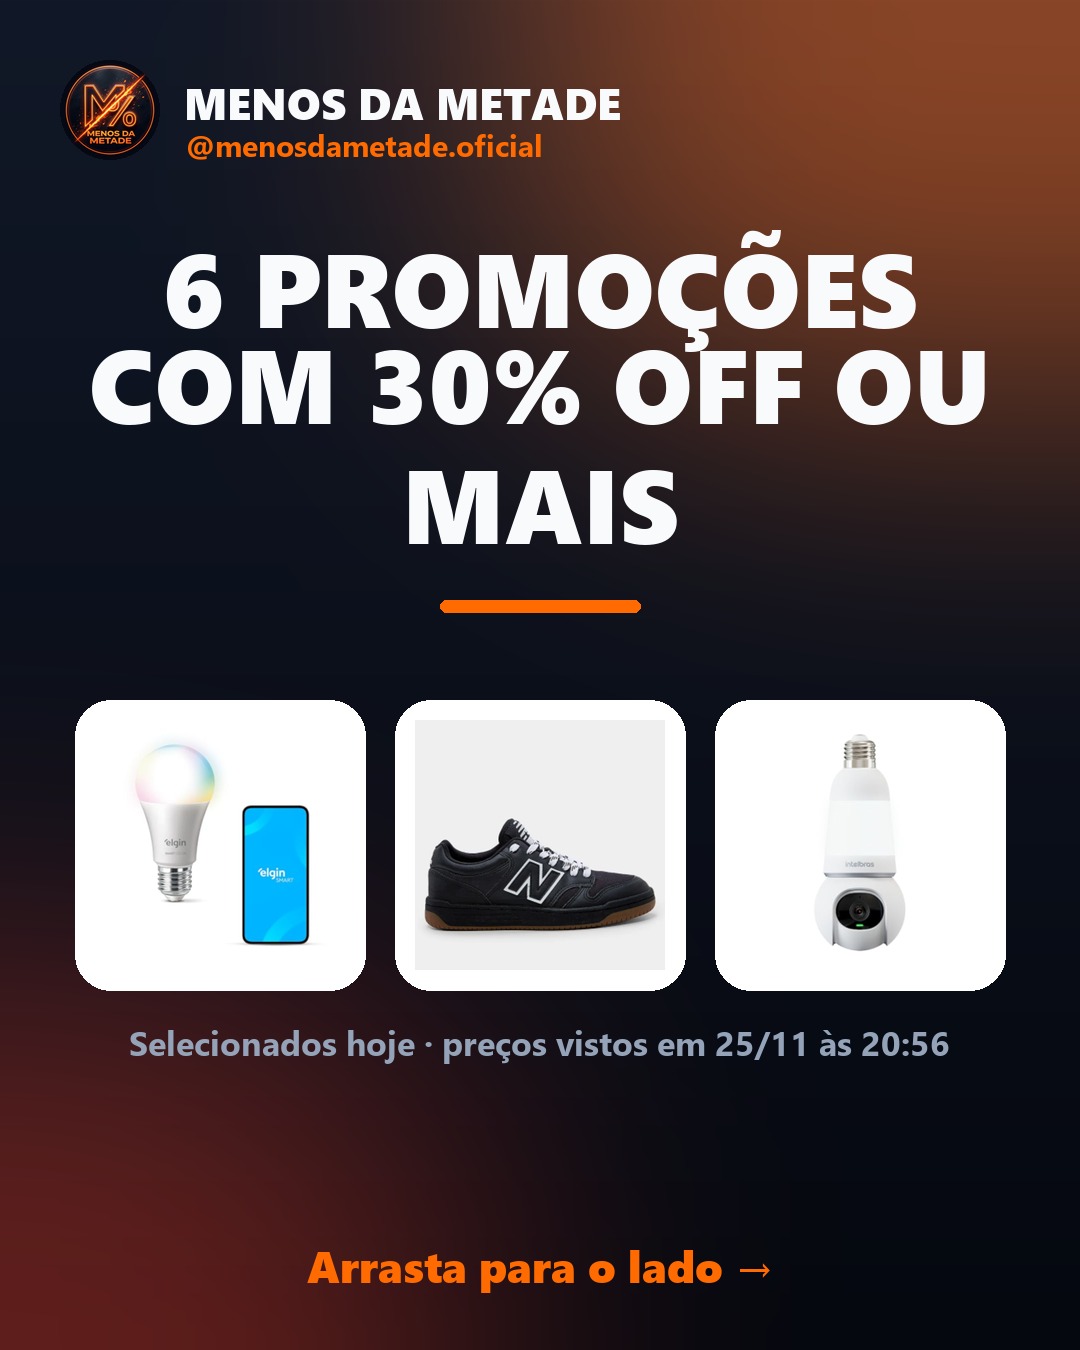 M%
MENOS DA
METADE
MENOS DA METADE
@menosdametade.oficial
6 PROMOÇÕES
COM 30% OFF OU
MAIS
elgin
elgin
SMART
N
intelbras
Selecionados hoje · preços vistos em 25/11 às 20:56
Arrasta para o lado →